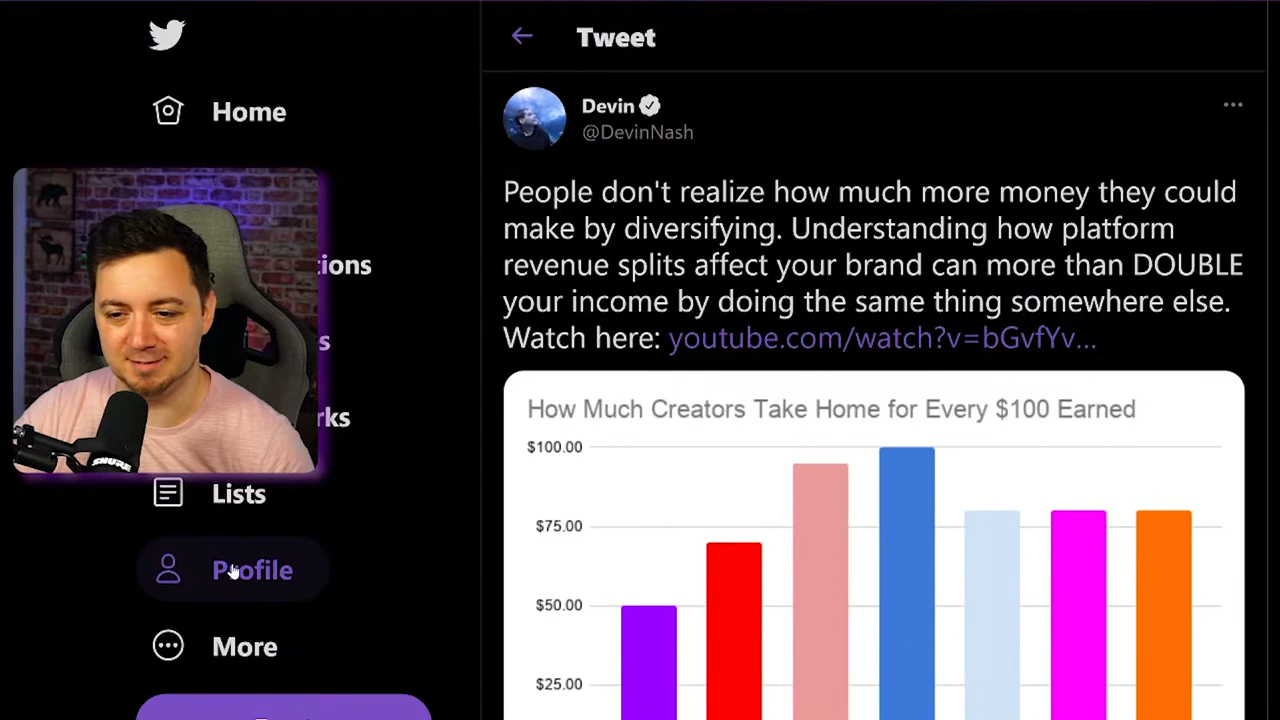 Tweet
Home
Devin
@DevinNash
People don't realize how much more money they could
make by diversifying. Understanding how platform
revenue splits affect your brand can more than DOUBLE
your income by doing the same thing somewhere else.
Watch here: youtube.com/watch?v=bGvfYv...
tions
s
rks
Lists
Profile
More
SHURE
How Much Creators Take Home for Every $100 Earned
$100.00
$75.00
$50.00
$25.00